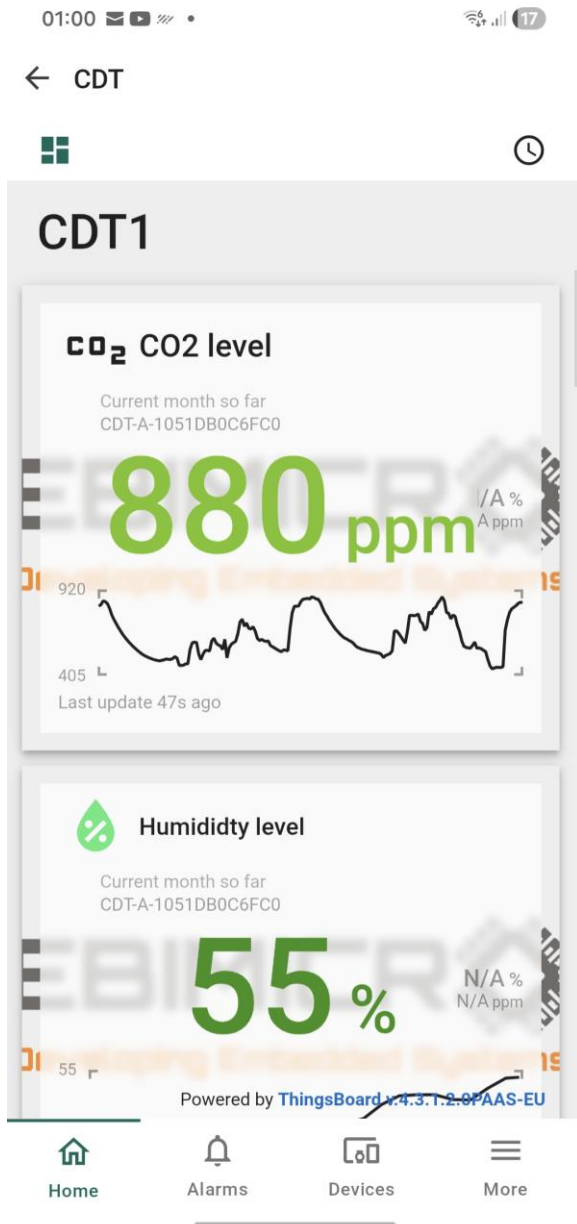 01:00
6
17
CDT
CDT1
CO2 CO2 level
Current month so far
CDT-A-1051DB0C6FC0
880 ppm
/A %
A ppm
920
405
Last update 47s ago
% Humididty level
Current month so far
CDT-A-1051DB0C6FC0
55 %
N/A %
N/A ppm
55
Powered by ThingsBoard v.4.3.1.2.0PAAS-EU
Home
Alarms
Devices
More